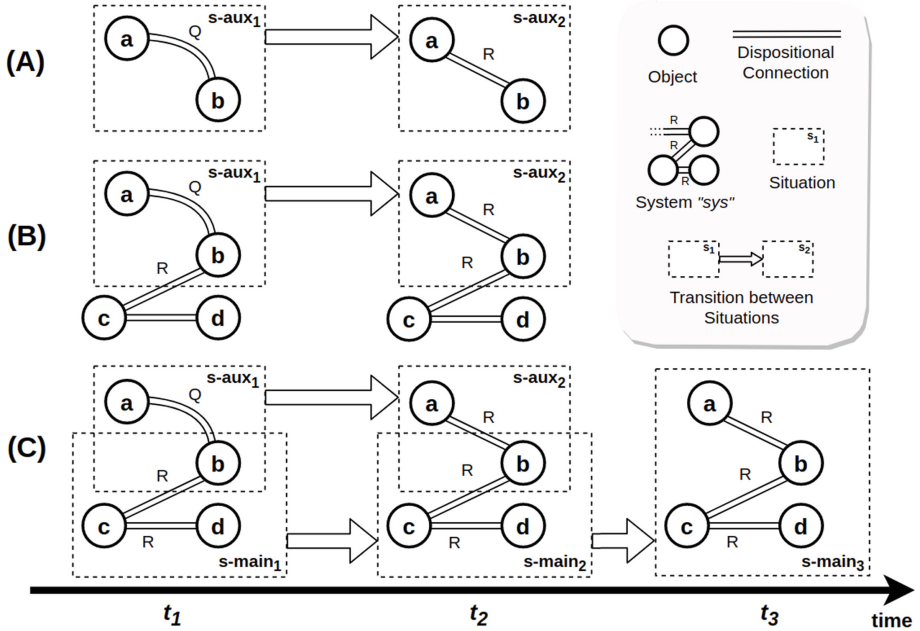 (A)
s-aux1
a
Q
b
s-aux2
a
R
b
Object
Dispositional
Connection
R
R
R
System "sys"
s1
Situation
s1
s2
Transition between
Situations
(B)
s-aux1
a
Q
b
R
c
d
s-aux2
a
R
b
R
c
d
(C)
s-aux1
a
Q
b
R
c
d
R
s-main1
s-aux2
a
R
b
R
c
d
R
s-main2
a
R
b
R
c
d
R
s-main3
t1
t2
t3
time